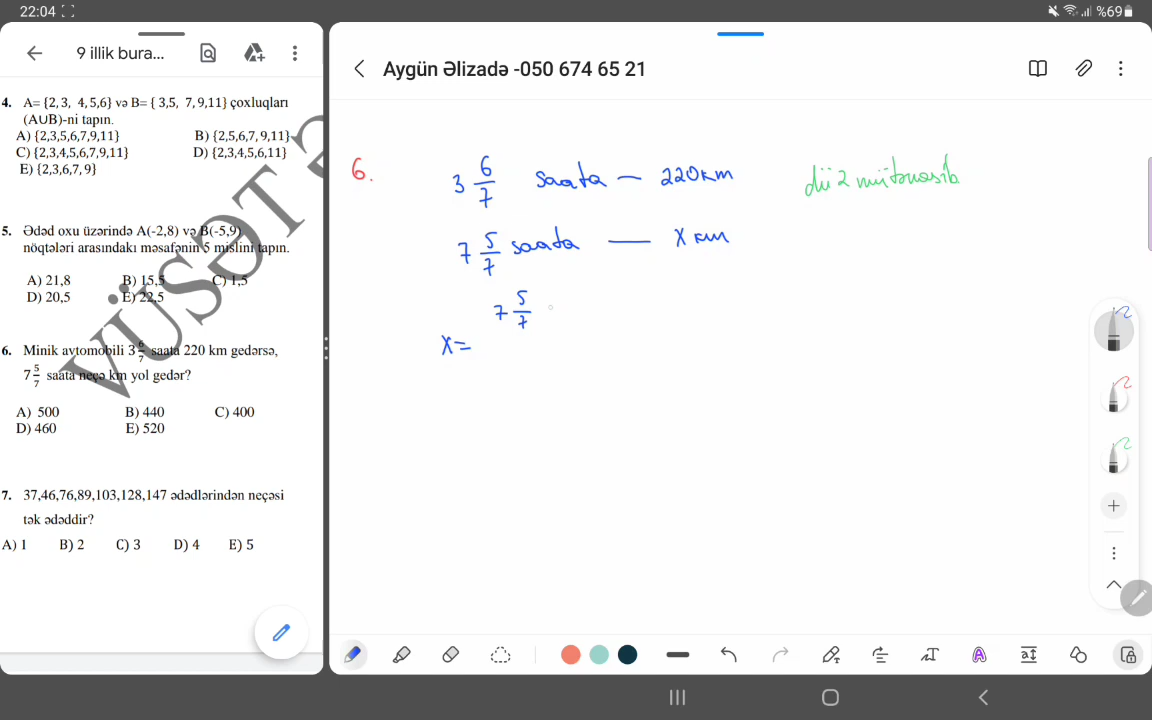 22:04
%69
9 illik bura...
4. A= {2,3, 4,5,6} və B= { 3,5, 7,9,11} çoxluqları
(A∪B)-ni tapın.
A) {2,3,5,6,7,9,11} B) {2,5,6,7,9,11}
C) {2,3,4,5,6,7,9,11} D) {2,3,4,5,6,11}
E) {2,3,6,7, 9}
5. Ədəd oxu üzərində A(-2,8) və B(-5,9)
nöqtələri arasındakı məsafənin 5 mislini tapın.
A) 21,8 B) 15,5 C) 1,5
D) 20,5 E) 22,5
6. Minik avtomobili 3 6/7 saata 220 km gedərsə,
7 5/7 saata neçə km yol gedər?
A) 500 B) 440 C) 400
D) 460 E) 520
7. 37,46,76,89,103,128,147 ədədlərindən neçəsi
tək ədəddir?
A) 1 B) 2 C) 3 D) 4 E) 5
VÜSƏT
Aygün Əlizadə -050 674 65 21
6. 3 6/7 saata — 220 km düz mütənasib
7 5/7 saata — x km
7 5/7
x=